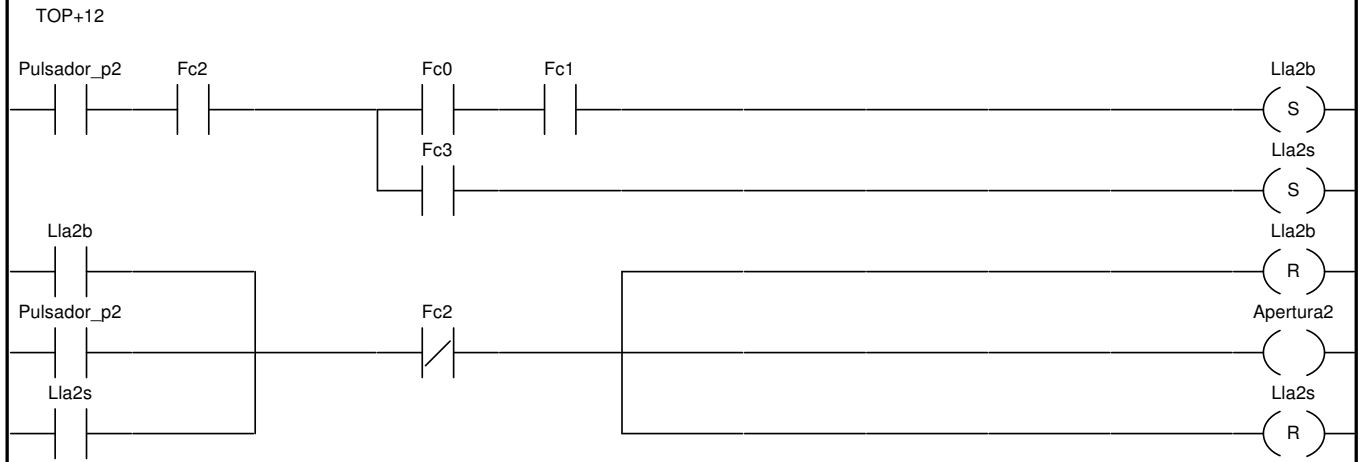 TOP+12
Pulsador_p2 Fc2 Fc0 Fc1 Lla2b
S
Fc3 Lla2s
S
Lla2b Lla2b
R
Pulsador_p2 Fc2 Apertura2
Lla2s Lla2s
R